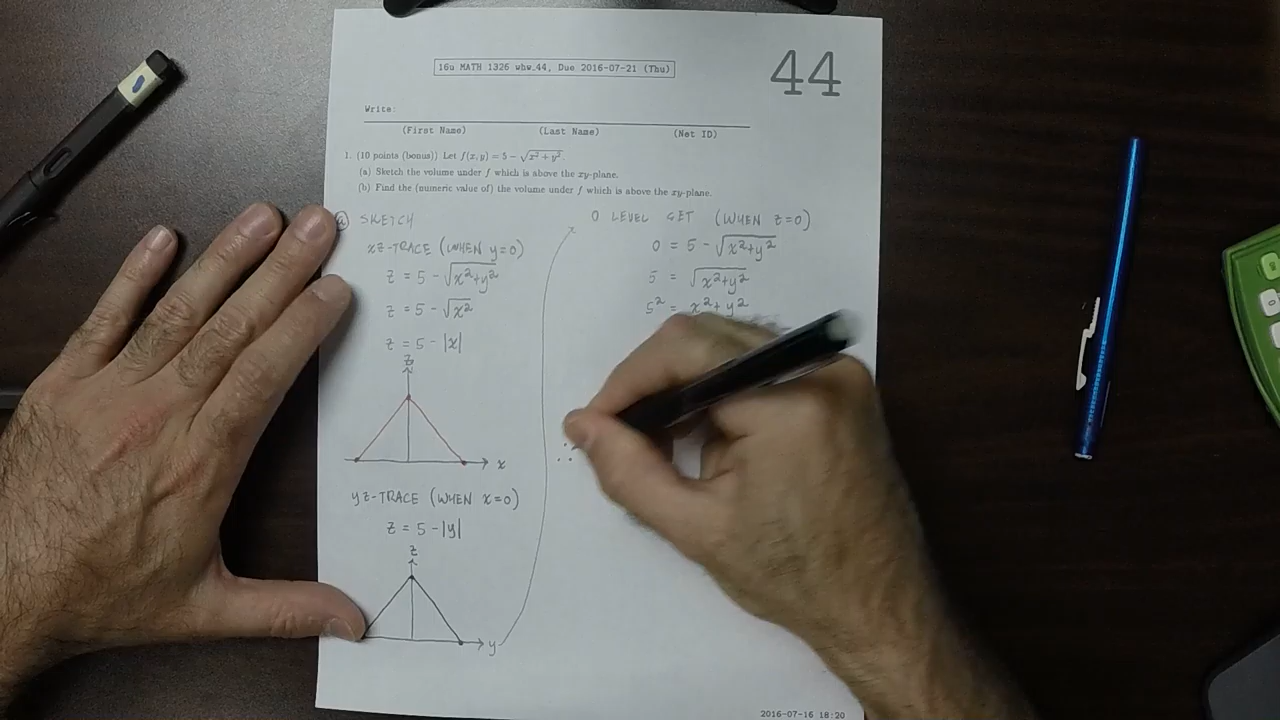 16u MATH 1326 whw.44, Due 2016-07-21 (Thu)
44
Write:
(First Name) (Last Name) (Net ID)
1. (10 points (bonus)) Let f(x, y) = 5 − √(x² + y²).
(a) Sketch the volume under f which is above the xy-plane.
(b) Find the (numeric value of) the volume under f which is above the xy-plane.
ⓐ SKETCH
XZ-TRACE (WHEN y=0)
z = 5 - √(x²+y²)
z = 5 - √(x²)
z = 5 - |x|
z
x
YZ-TRACE (WHEN x=0)
z = 5 - |y|
z
y
0 LEVEL SET (WHEN z=0)
0 = 5 - √(x²+y²)
5 = √(x²+y²)
5² = x²+y²
2016-07-16 18:20